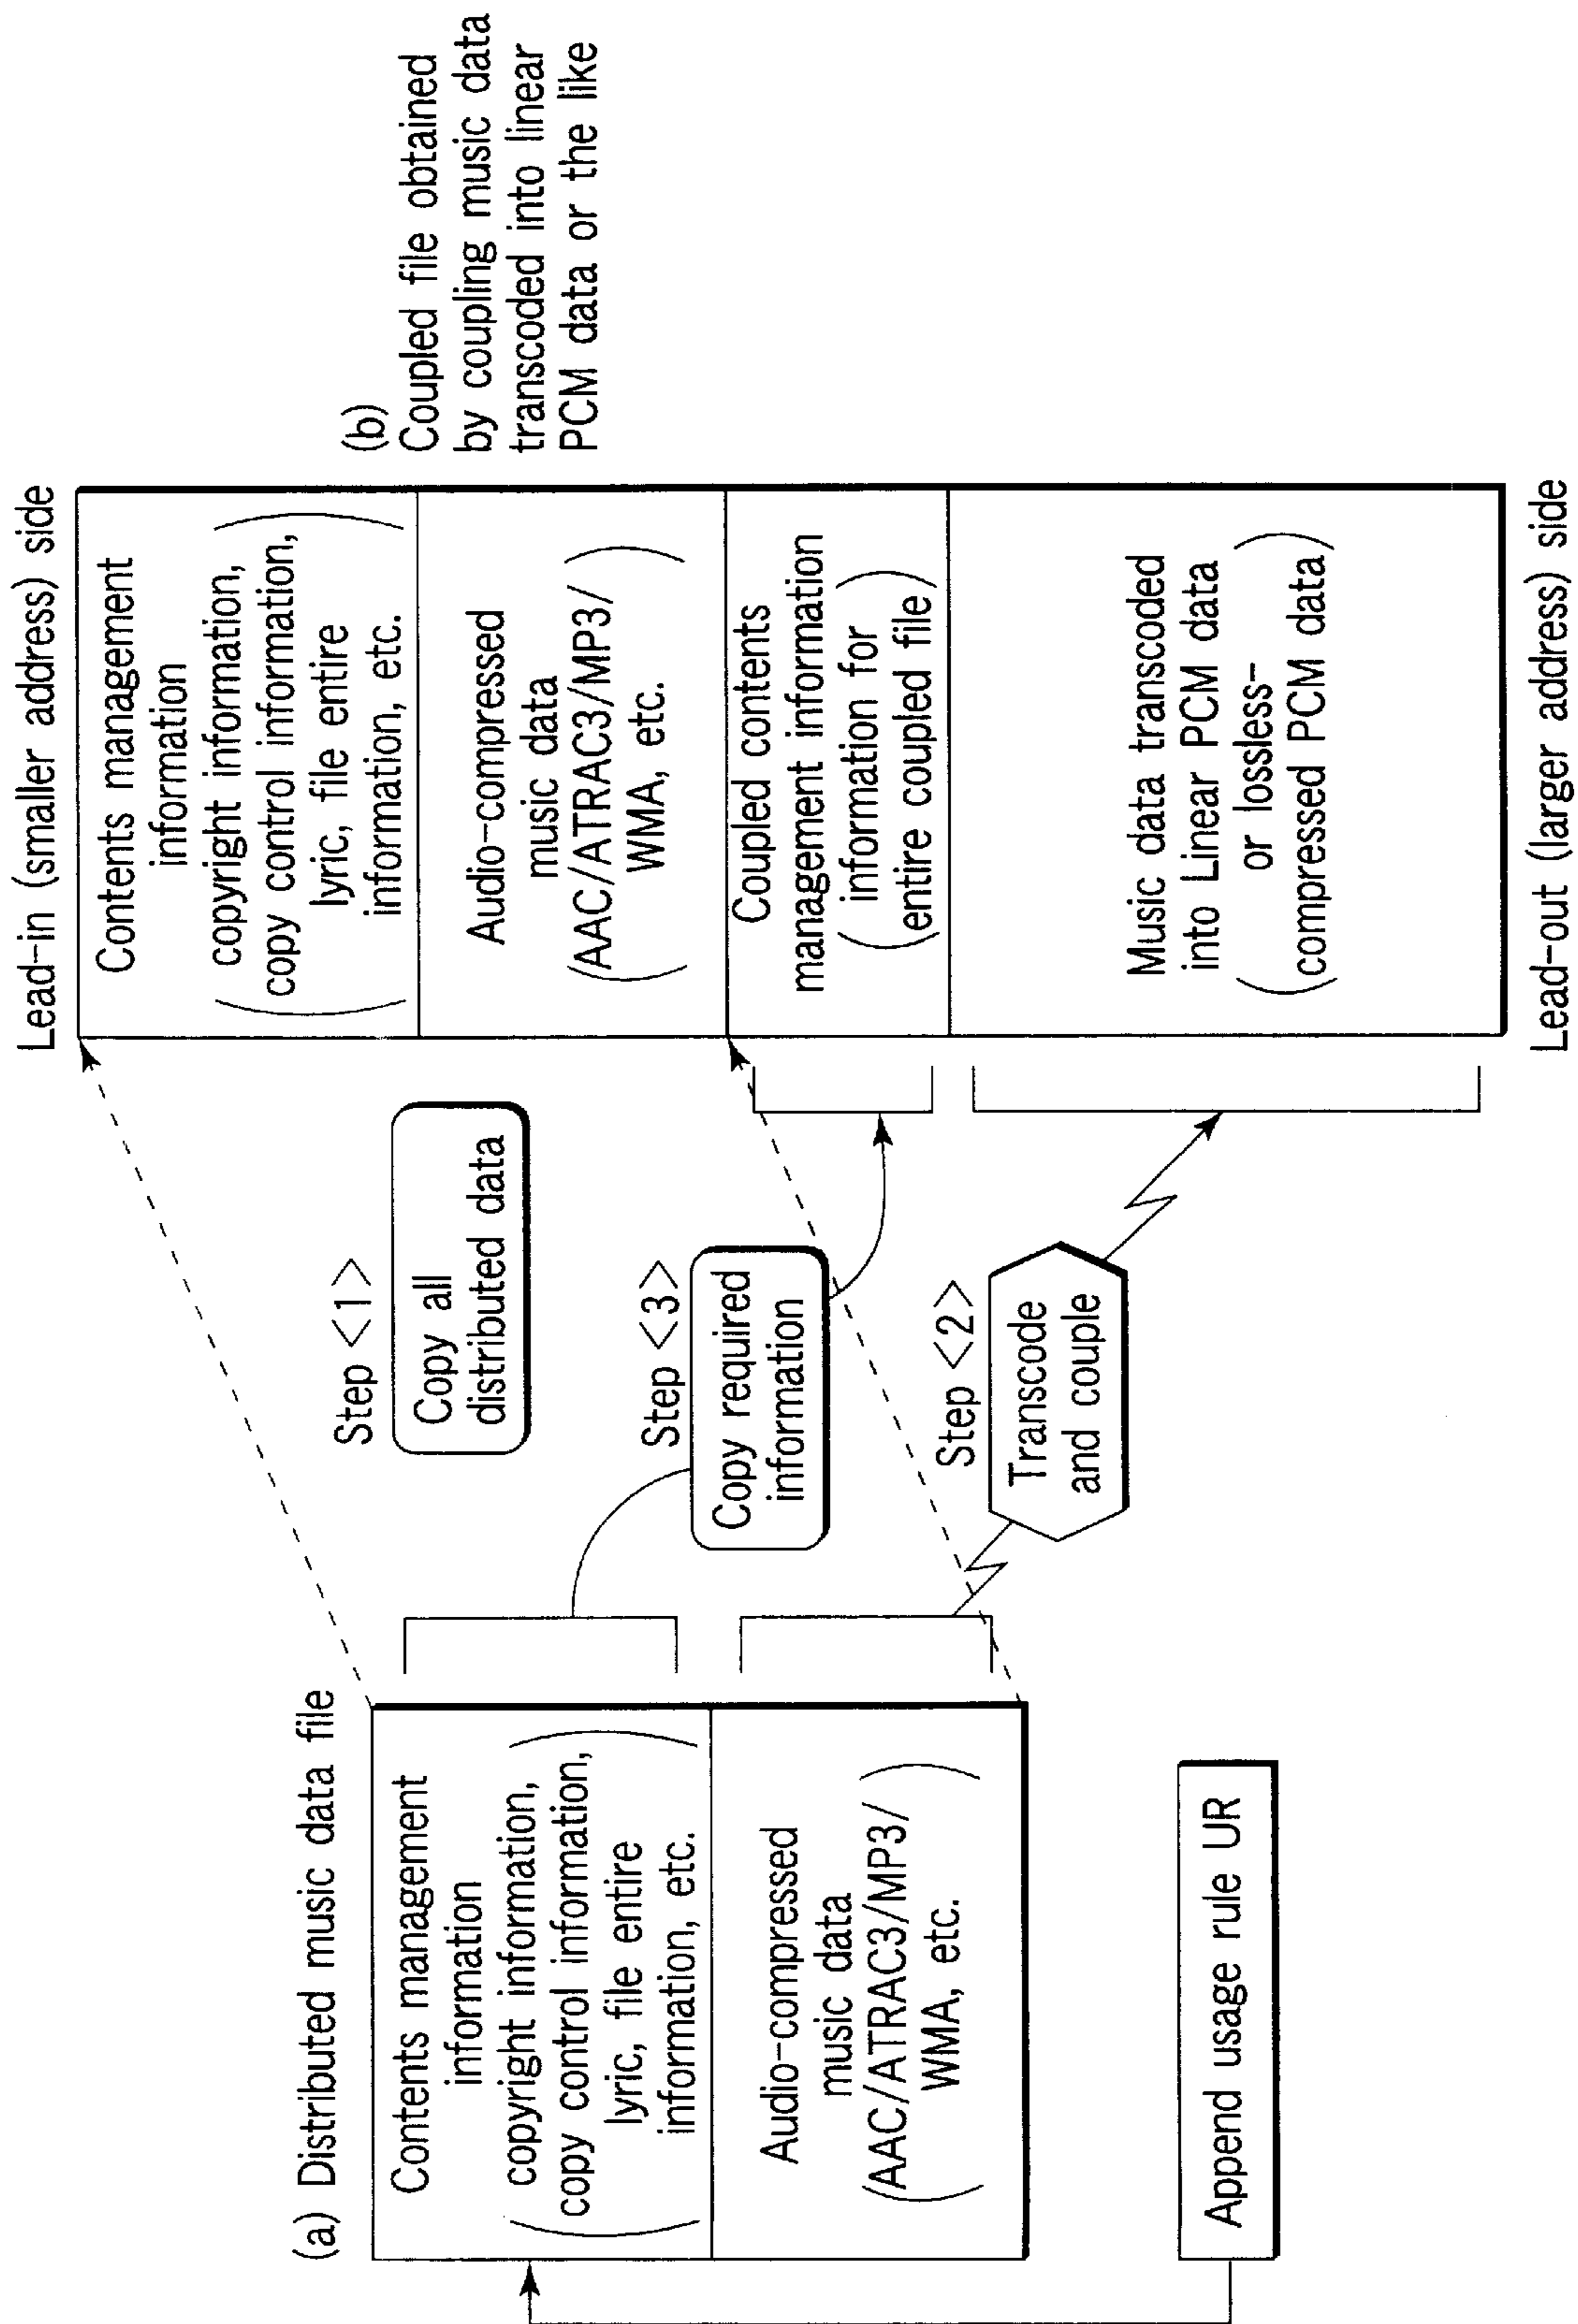 (a) Distributed music data file
Contents management
information
copyright information,
copy control information,
lyric, file entire
information, etc.
Audio-compressed
music data
AAC/ATRAC3/MP3/
WMA, etc.
Append usage rule UR
Step <1>
Copy all
distributed data
Step <3>
Copy required
information
Step <2>
Transcode
and couple
Lead-in (smaller address) side
Contents management
information
copyright information,
copy control information,
lyric, file entire
information, etc.
Audio-compressed
music data
AAC/ATRAC3/MP3/
WMA, etc.
Coupled contents
management information
information for
entire coupled file
Music data transcoded
into Linear PCM data
or lossless-
compressed PCM data
Lead-out (larger address) side
(b)
Coupled file obtained
by coupling music data
transcoded into linear
PCM data or the like